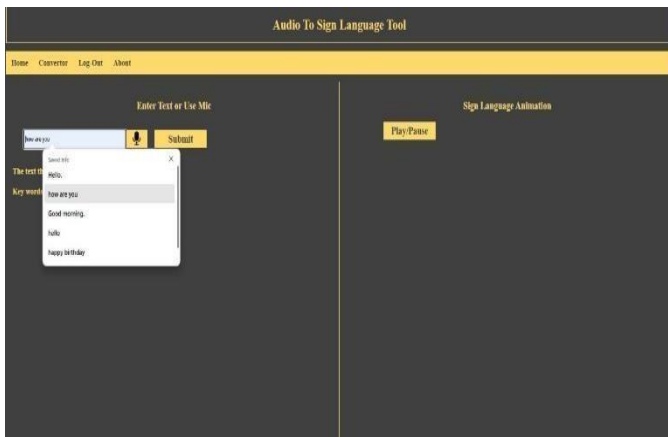 Audio To Sign Language Tool
Home Convertor Log Out About
Enter Text or Use Mic
how are you
Submit
The text th
Key words
Saved info
Hello.
how are you
Good morning.
hello
happy birthday
Sign Language Animation
Play/Pause